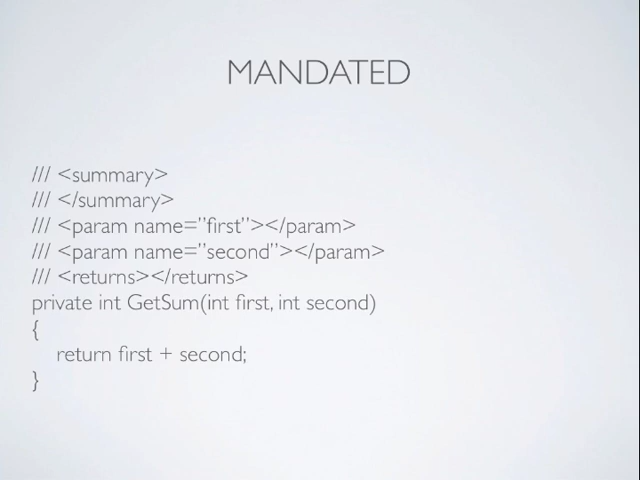 MANDATED
/// <summary>
/// </summary>
/// <param name=”first”></param>
/// <param name=”second”></param>
/// <returns></returns>
private int GetSum(int first, int second)
{
return first + second;
}